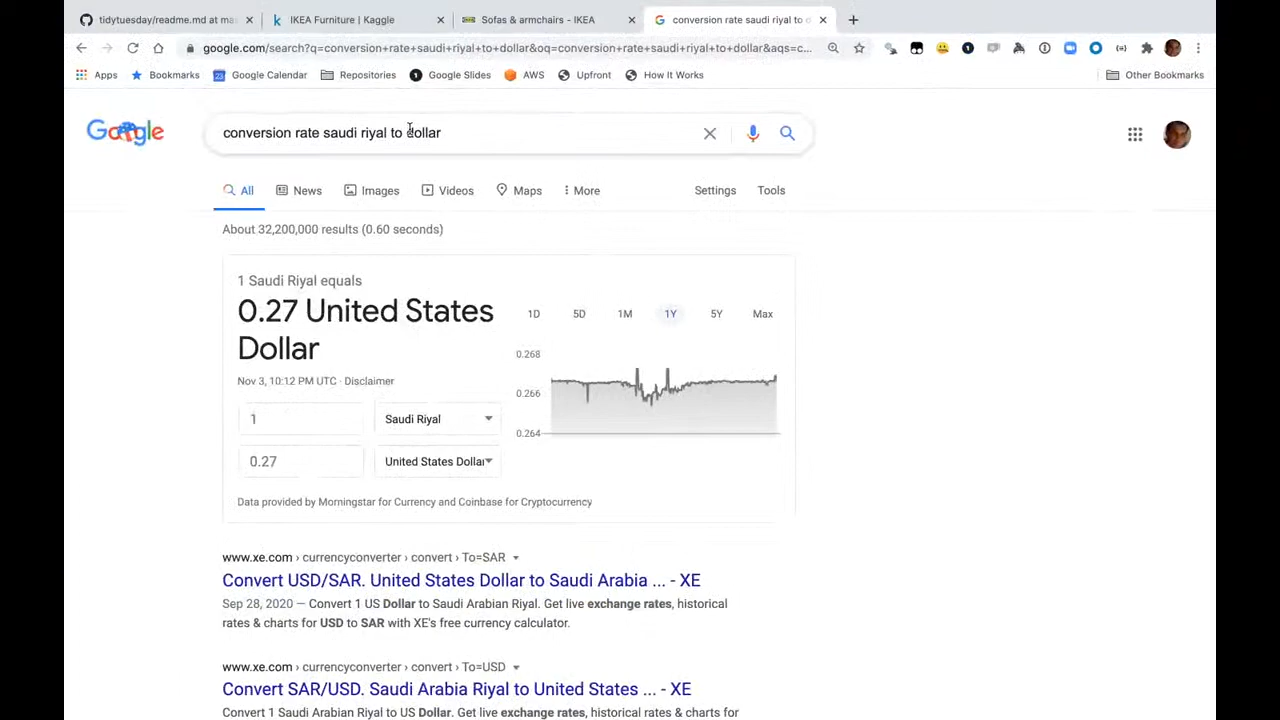 tidytuesday/readme.md at mas
IKEA Furniture | Kaggle
Sofas & armchairs - IKEA
conversion rate saudi riyal to d
google.com/search?q=conversion+rate+saudi+riyal+to+dollar&oq=conversion+rate+saudi+riyal+to+dollar&aqs=c...
Apps
Bookmarks
Google Calendar
Repositories
Google Slides
AWS
Upfront
How It Works
Other Bookmarks
Google
conversion rate saudi riyal to dollar
All
News
Images
Videos
Maps
More
Settings
Tools
About 32,200,000 results (0.60 seconds)
1 Saudi Riyal equals
0.27 United States
Dollar
Nov 3, 10:12 PM UTC · Disclaimer
1
Saudi Riyal
0.27
United States Dollar
1D
5D
1M
1Y
5Y
Max
0.268
0.266
0.264
Data provided by Morningstar for Currency and Coinbase for Cryptocurrency
www.xe.com › currencyconverter › convert › To=SAR
Convert USD/SAR. United States Dollar to Saudi Arabia ... - XE
Sep 28, 2020 — Convert 1 US Dollar to Saudi Arabian Riyal. Get live exchange rates, historical
rates & charts for USD to SAR with XE's free currency calculator.
www.xe.com › currencyconverter › convert › To=USD
Convert SAR/USD. Saudi Arabia Riyal to United States ... - XE
Convert 1 Saudi Arabian Riyal to US Dollar. Get live exchange rates, historical rates & charts for